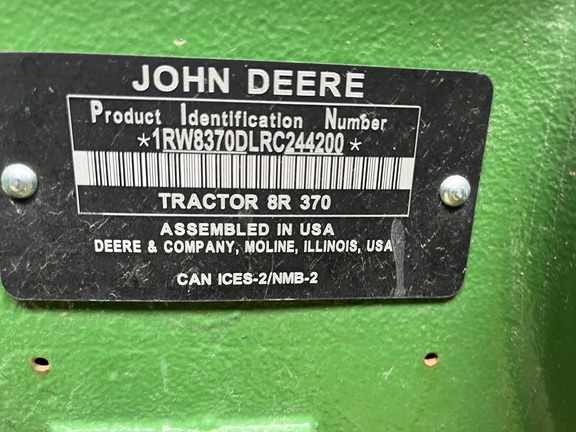 JOHN DEERE
Product Identification Number
*1RW8370DLRC244200*
TRACTOR 8R 370
ASSEMBLED IN USA
DEERE & COMPANY, MOLINE, ILLINOIS, USA
CAN ICES-2/NMB-2